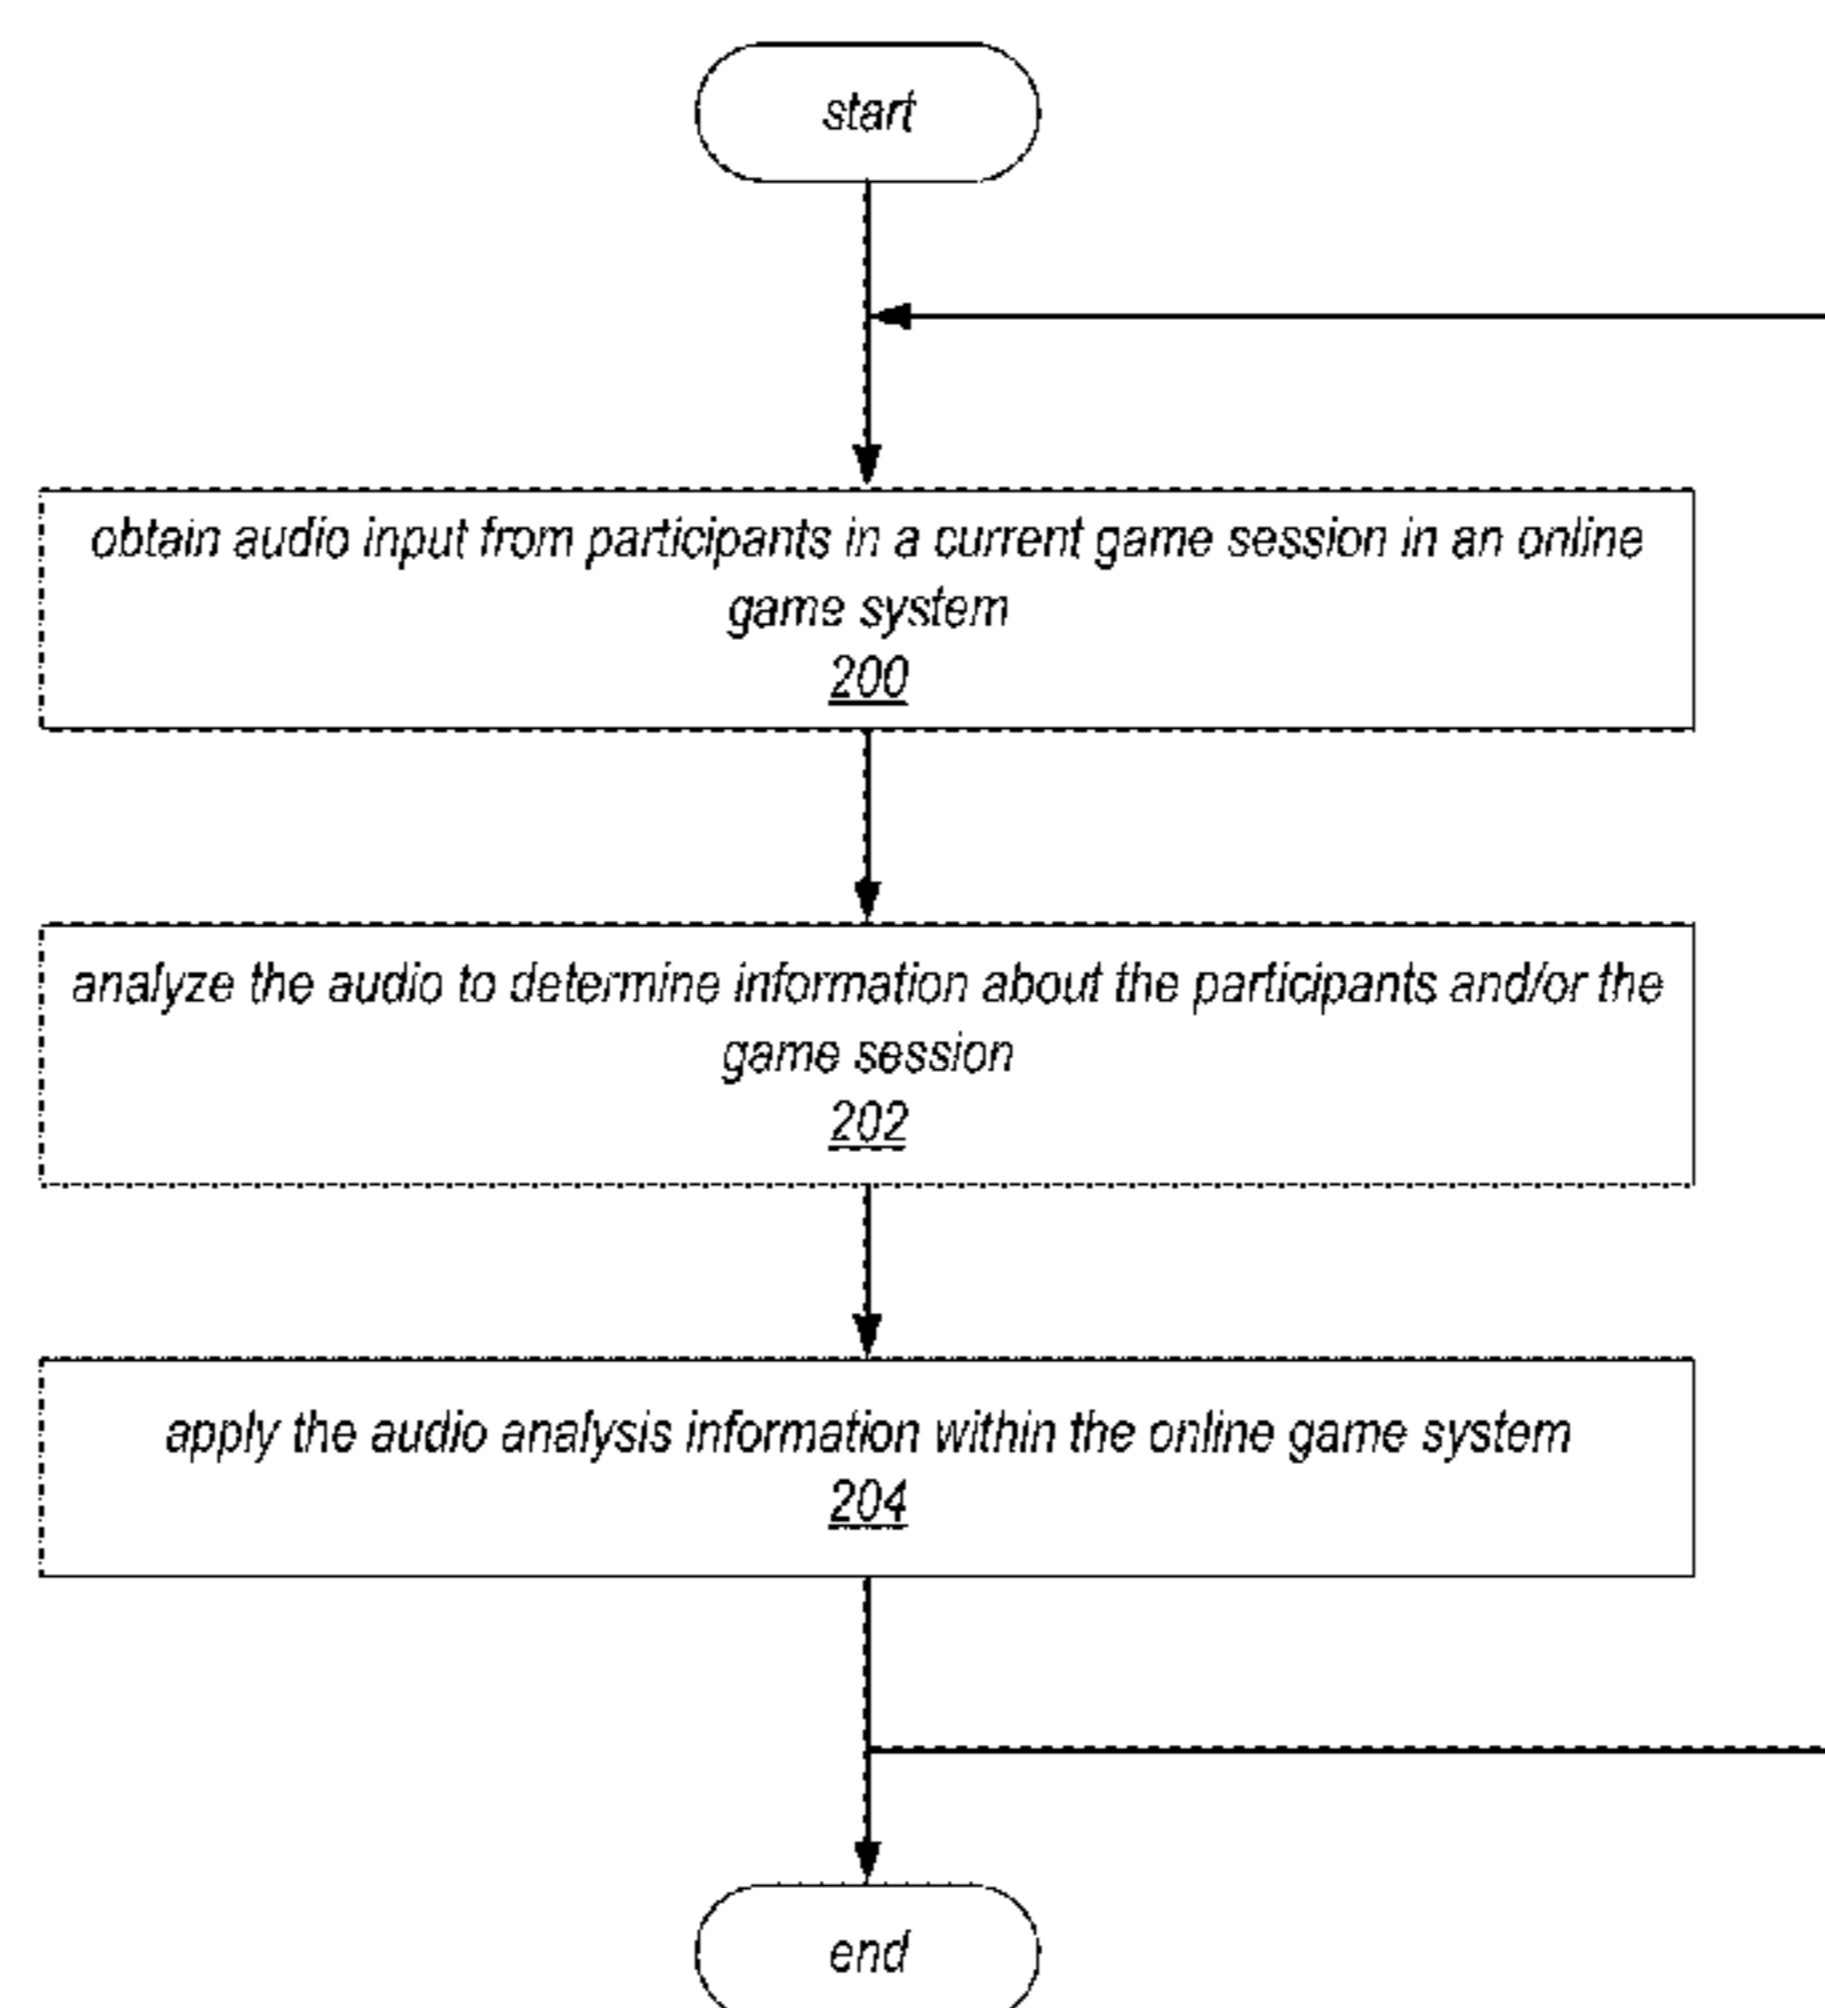 start
obtain audio input from participants in a current game session in an online
game system
200
analyze the audio to determine information about the participants and/or the
game session
202
apply the audio analysis information within the online game system
204
end